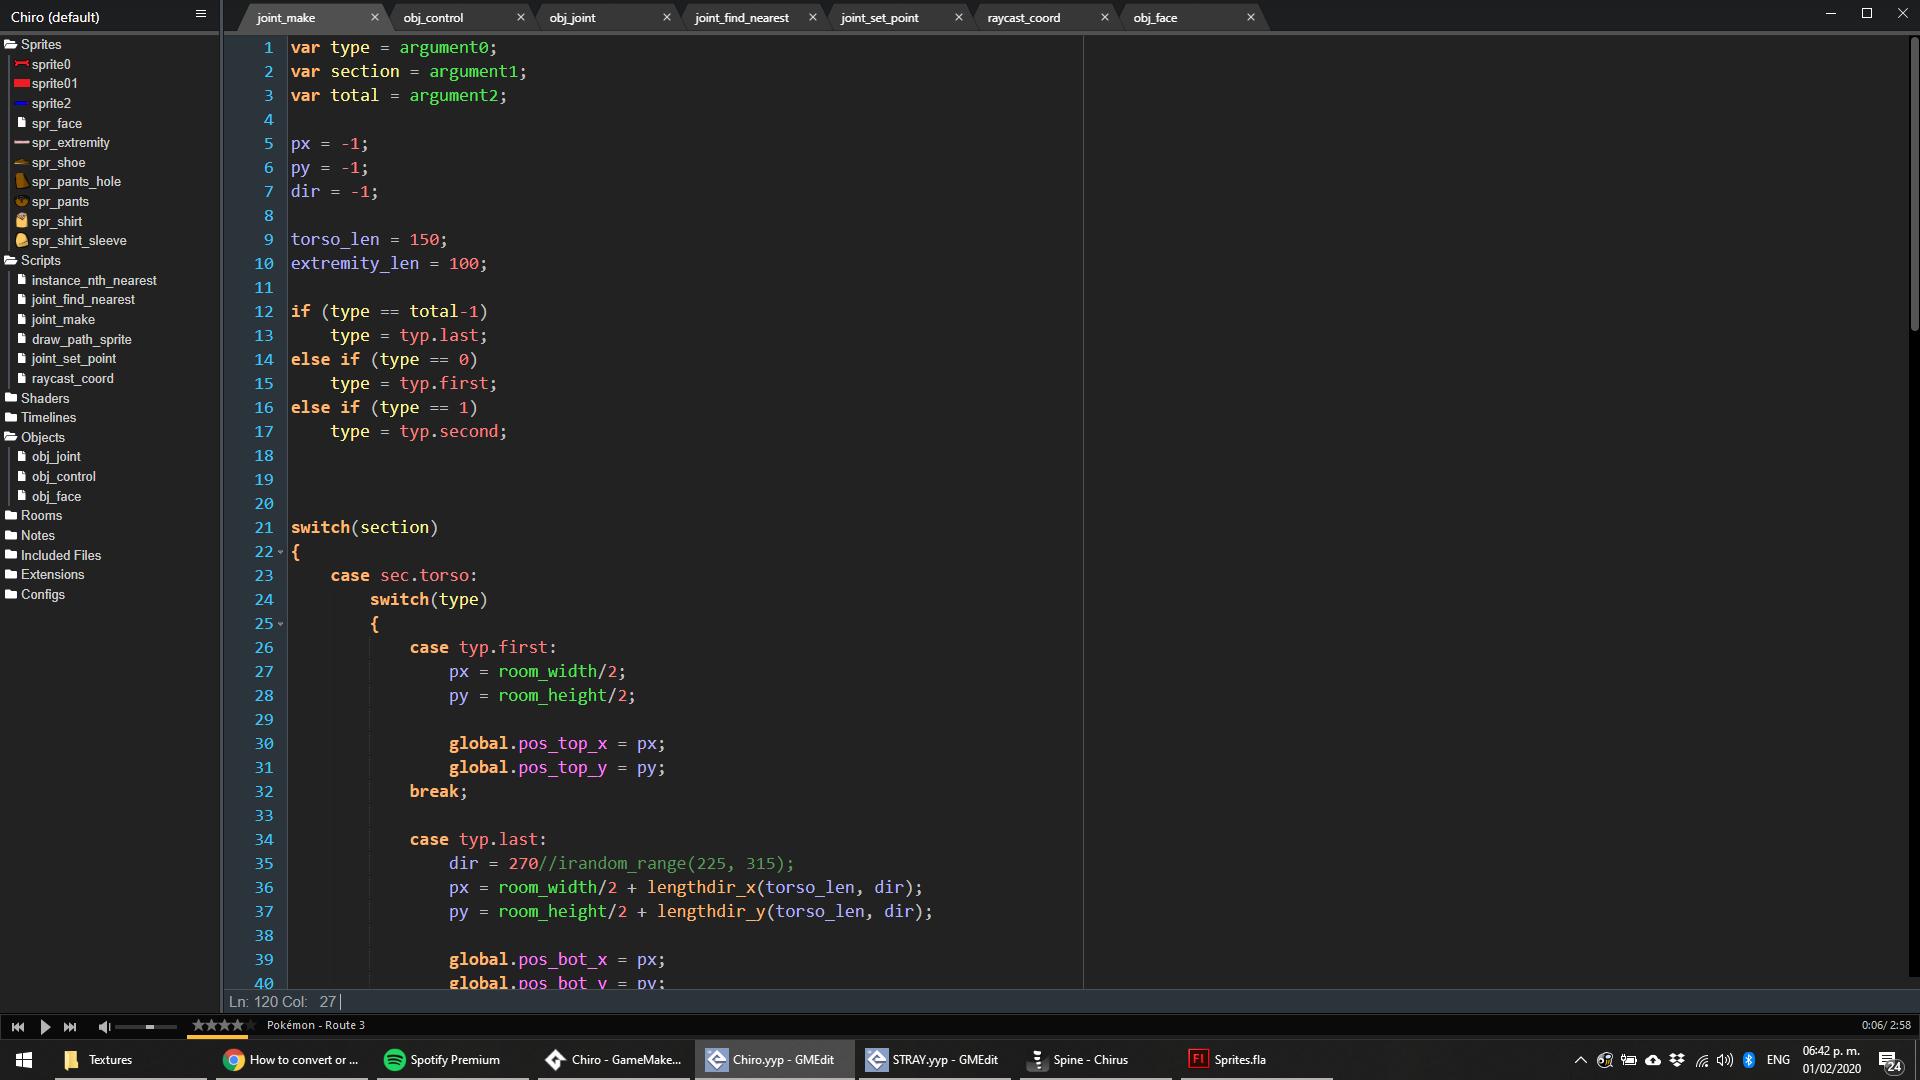 Chiro (default)
joint_make
obj_control
obj_joint
joint_find_nearest
joint_set_point
raycast_coord
obj_face
Sprites
sprite0
sprite01
sprite2
spr_face
spr_extremity
spr_shoe
spr_pants_hole
spr_pants
spr_shirt
spr_shirt_sleeve
Scripts
instance_nth_nearest
joint_find_nearest
joint_make
draw_path_sprite
joint_set_point
raycast_coord
Shaders
Timelines
Objects
obj_joint
obj_control
obj_face
Rooms
Notes
Included Files
Extensions
Configs
1 var type = argument0;
2 var section = argument1;
3 var total = argument2;
4
5 px = -1;
6 py = -1;
7 dir = -1;
8
9 torso_len = 150;
10 extremity_len = 100;
11
12 if (type == total-1)
13 type = typ.last;
14 else if (type == 0)
15 type = typ.first;
16 else if (type == 1)
17 type = typ.second;
18
19
20
21 switch(section)
22 {
23 case sec.torso:
24 switch(type)
25 {
26 case typ.first:
27 px = room_width/2;
28 py = room_height/2;
29
30 global.pos_top_x = px;
31 global.pos_top_y = py;
32 break;
33
34 case typ.last:
35 dir = 270//irandom_range(225, 315);
36 px = room_width/2 + lengthdir_x(torso_len, dir);
37 py = room_height/2 + lengthdir_y(torso_len, dir);
38
39 global.pos_bot_x = px;
40 global.pos_bot_y = py;
Ln: 120 Col: 27
Pokémon - Route 3
0:06/ 2:58
Textures
How to convert or ...
Spotify Premium
Chiro - GameMake...
Chiro.yyp - GMEdit
STRAY.yyp - GMEdit
Spine - Chirus
Fl
Sprites.fla
ENG
06:42 p. m.
01/02/2020
24